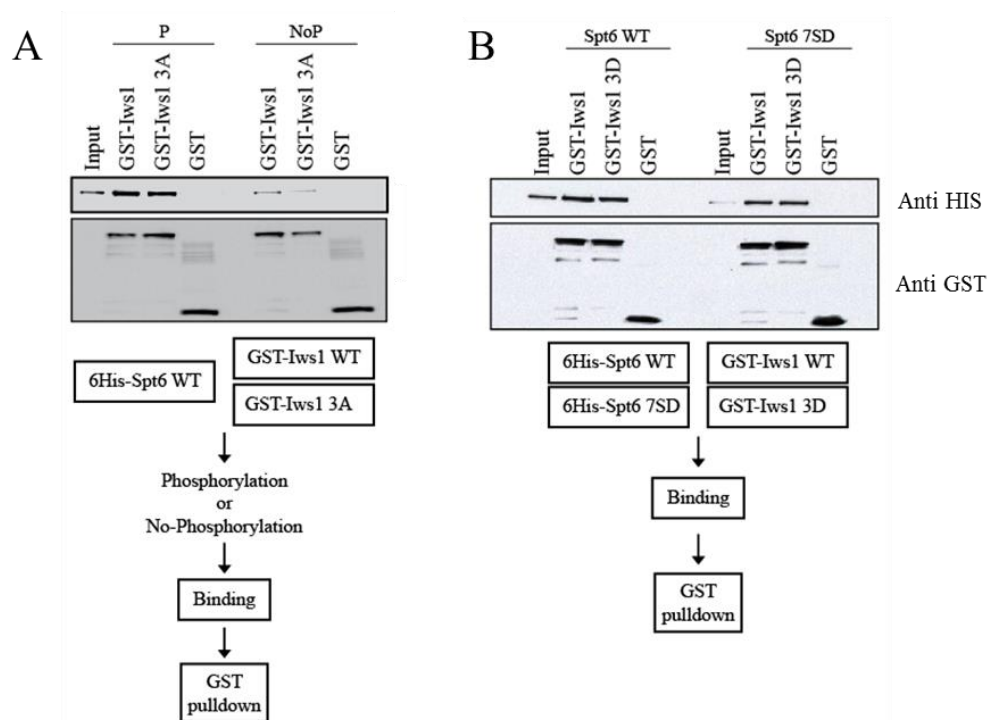 A
P
NoP
Input
GST-Iws1
GST-Iws1 3A
GST
GST-Iws1
GST-Iws1 3A
GST
6His-Spt6 WT
GST-Iws1 WT
GST-Iws1 3A
Phosphorylation
or
No-Phosphorylation
Binding
GST
pulldown
B
Spt6 WT
Spt6 7SD
Input
GST-Iws1
GST-Iws1 3D
GST
Input
GST-Iws1
GST-Iws1 3D
GST
Anti HIS
Anti GST
6His-Spt6 WT
GST-Iws1 WT
6His-Spt6 7SD
GST-Iws1 3D
Binding
GST
pulldown